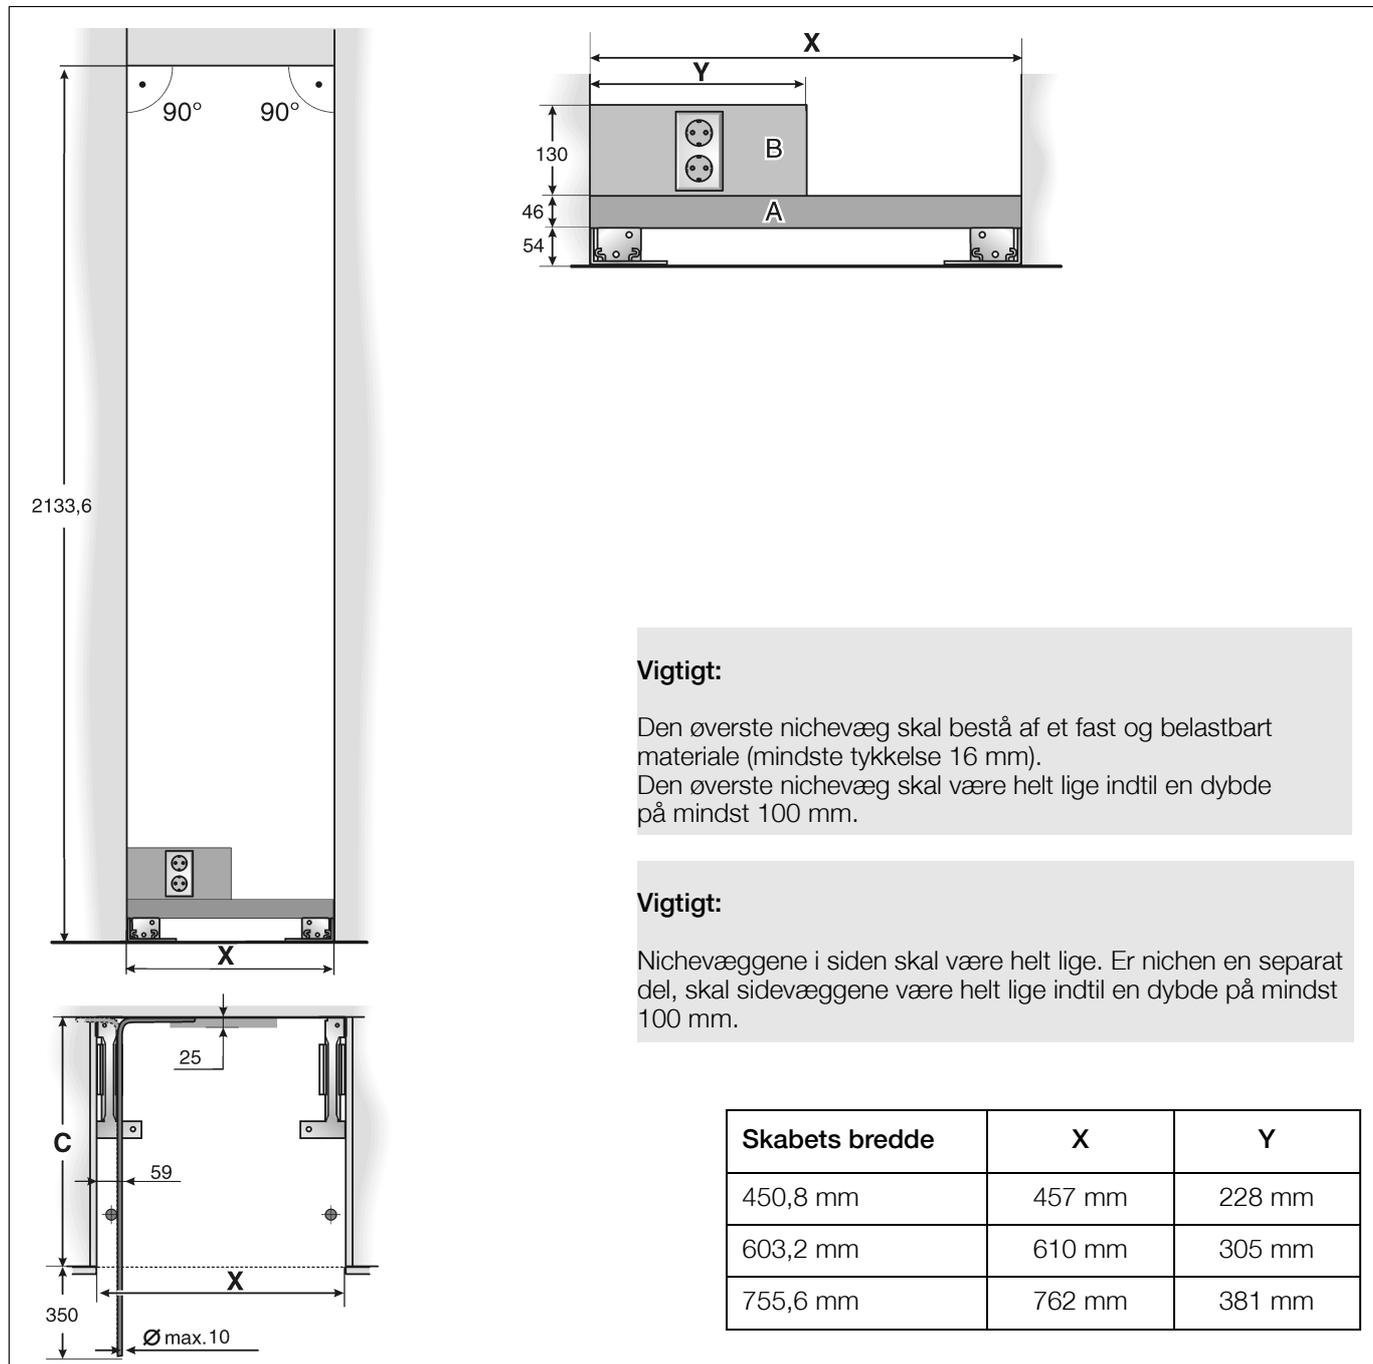 90°
90°
2133,6
X
X
Y
130
B
46
A
54
Vigtigt:
Den øverste nichevæg skal bestå af et fast og belastbart
materiale (mindste tykkelse 16 mm).
Den øverste nichevæg skal være helt lige indtil en dybde
på mindst 100 mm.
Vigtigt:
Nichevæggene i siden skal være helt lige. Er nichen en separat
del, skal sidevæggene være helt lige indtil en dybde på mindst
100 mm.
25
C
59
X
350
Ø max.10
Skabets bredde X Y
450,8 mm 457 mm 228 mm
603,2 mm 610 mm 305 mm
755,6 mm 762 mm 381 mm